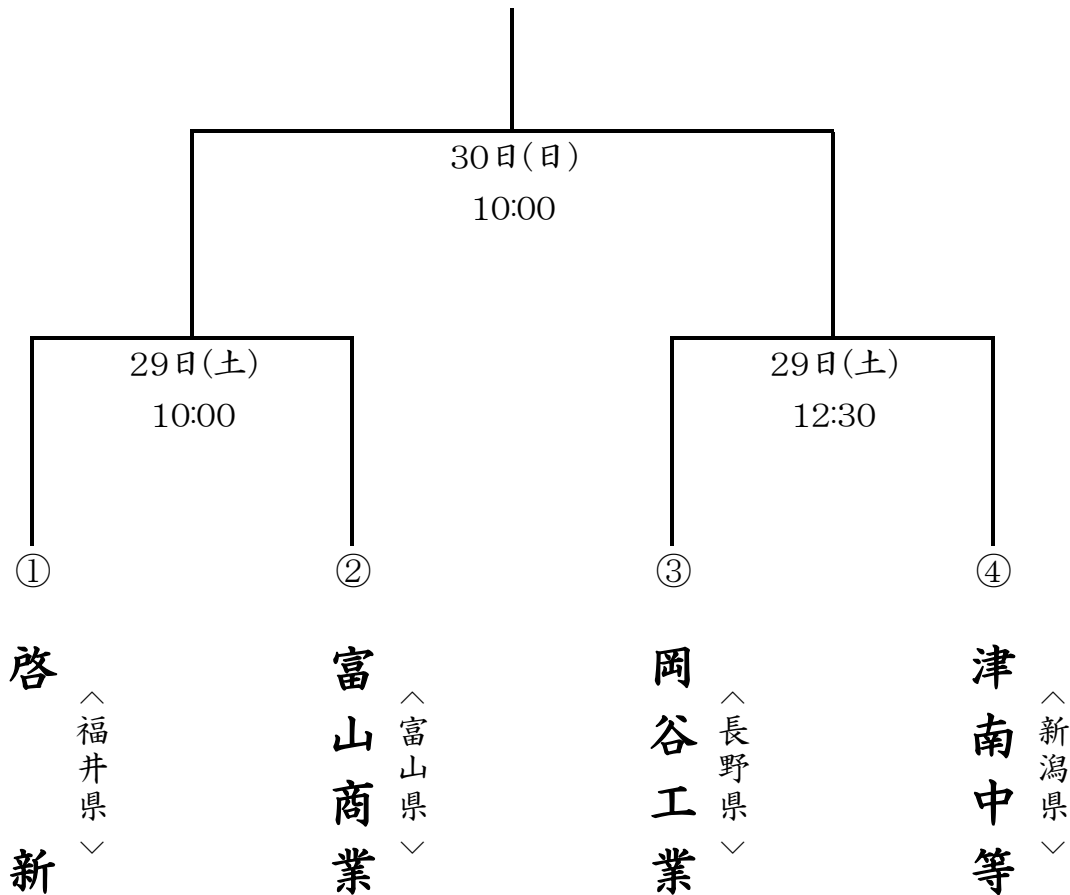 30日(日)
10:00
29日(土)
10:00
29日(土)
12:30
①
②
③
④
啓新
〈福井県〉
富山商業
〈富山県〉
岡谷工業
〈長野県〉
津南中等
〈新潟県〉